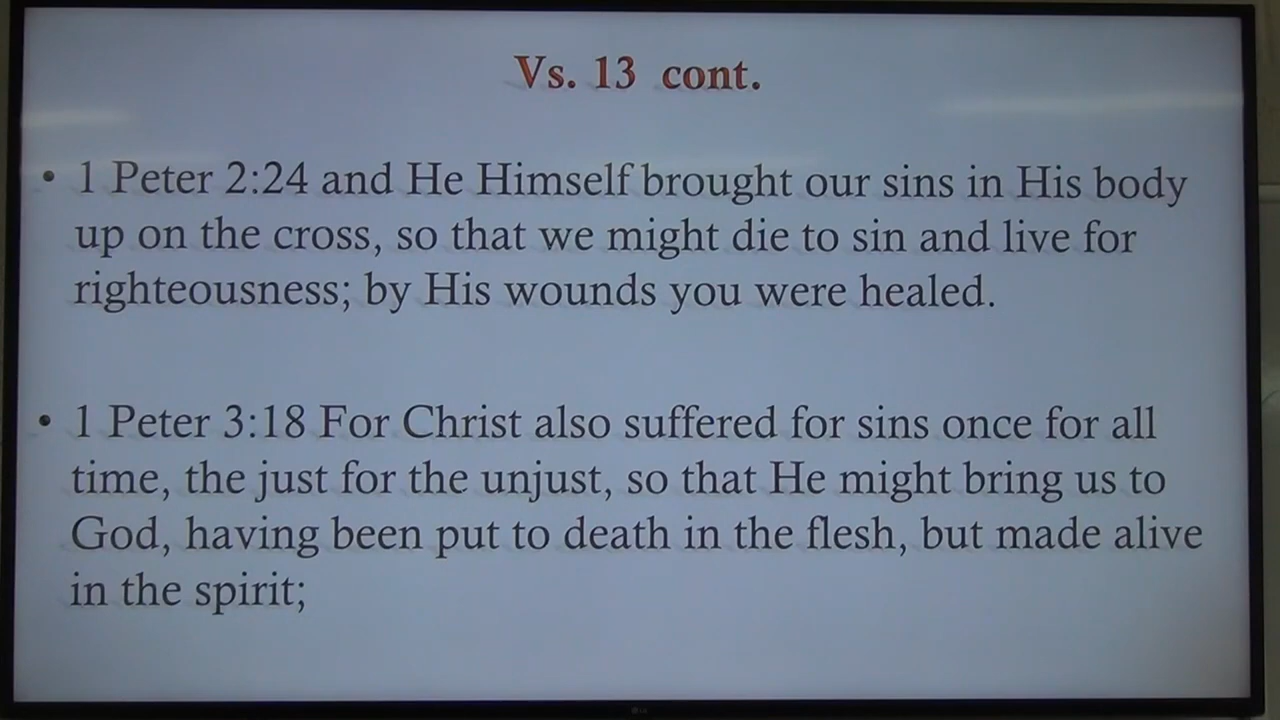 Vs. 13 cont.
• 1 Peter 2:24 and He Himself brought our sins in His body
up on the cross, so that we might die to sin and live for
righteousness; by His wounds you were healed.
• 1 Peter 3:18 For Christ also suffered for sins once for all
time, the just for the unjust, so that He might bring us to
God, having been put to death in the flesh, but made alive
in the spirit;